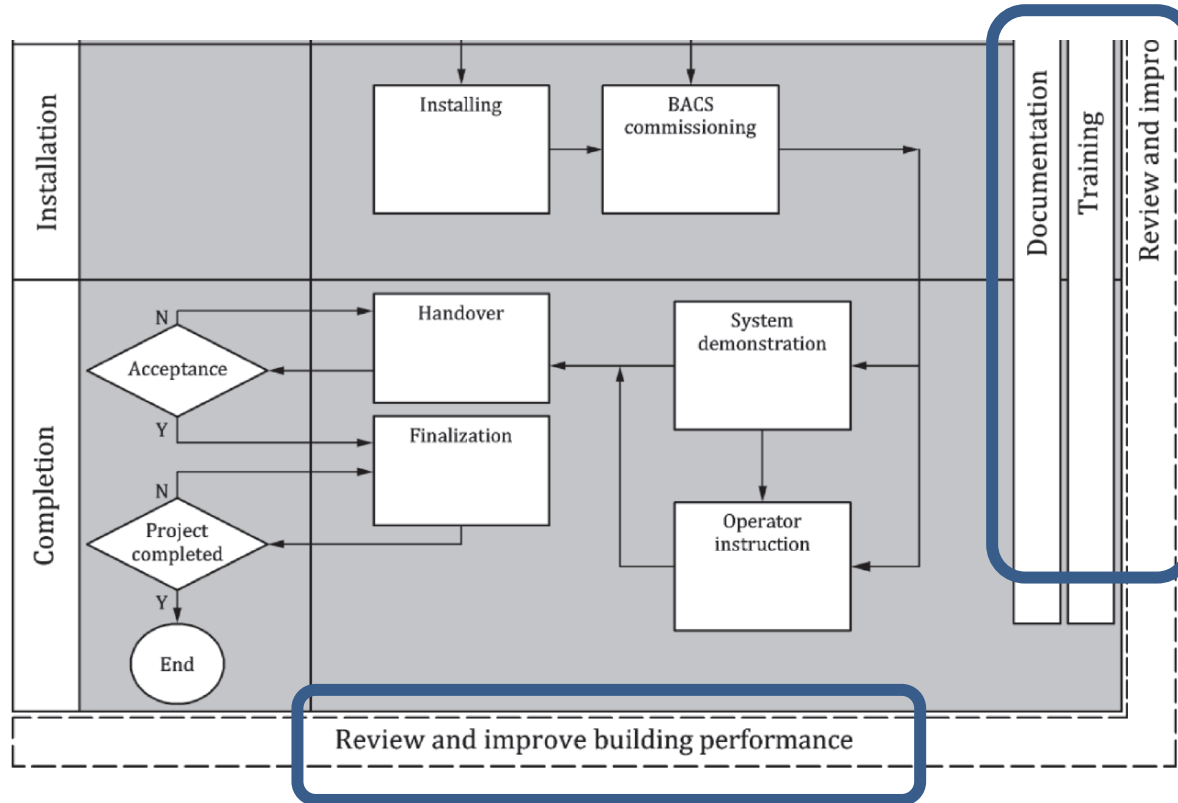 Installation
Installing
BACS
commissioning
Documentation
Training
Review and impro
Completion
N
Acceptance
Y
Handover
System
demonstration
Finalization
N
Project
completed
Y
Operator
instruction
End
Review and improve building performance